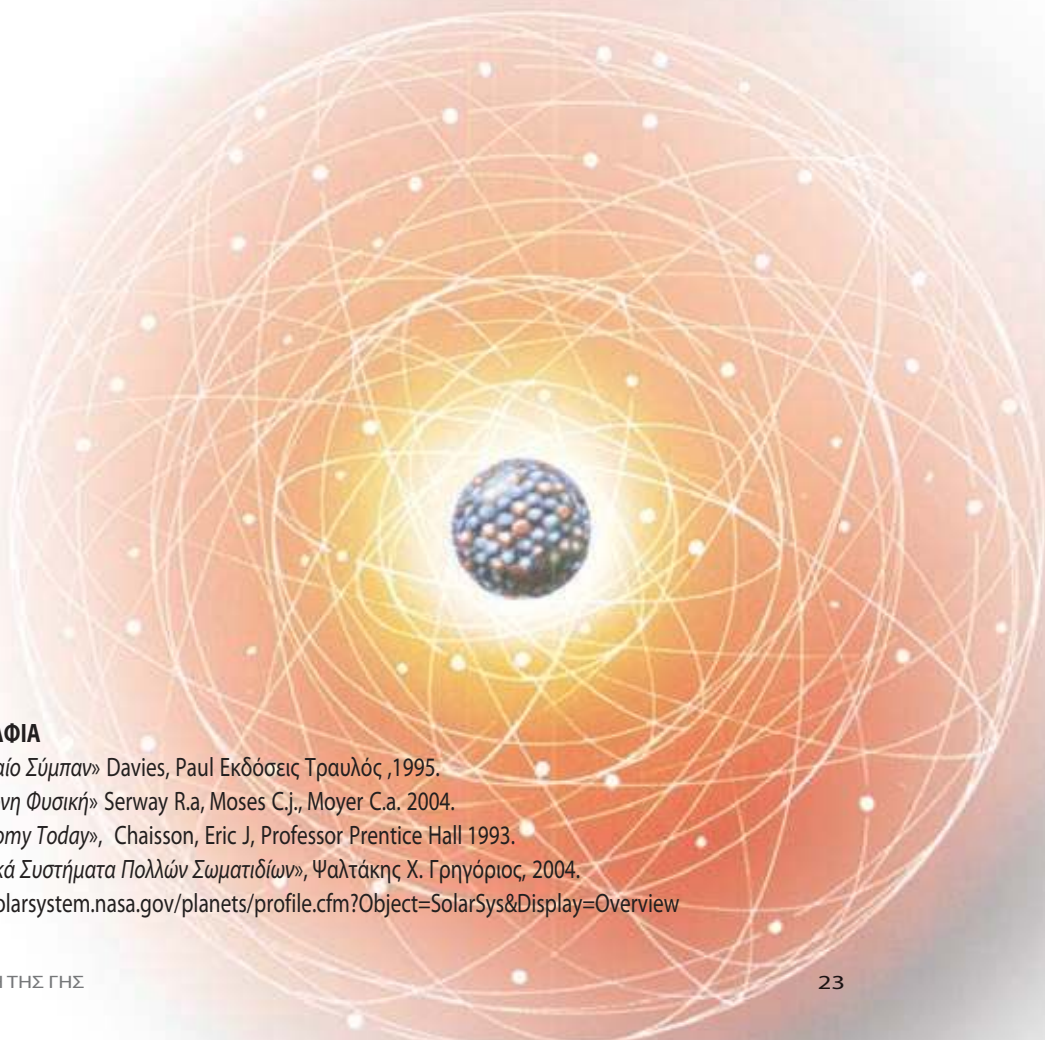 ΑΦΙΑ
αίο Σύμπαν» Davies, Paul Εκδόσεις Τραυλός ,1995.
νη Φυσική» Serway R.a, Moses C.j., Moyer C.a. 2004.
omy Today», Chaisson, Eric J, Professor Prentice Hall 1993.
κά Συστήματα Πολλών Σωματιδίων», Ψαλτάκης Χ. Γρηγόριος, 2004.
olarsystem.nasa.gov/planets/profile.cfm?Object=SolarSys&Display=Overview
ΤΗΣ ΓΗΣ 23